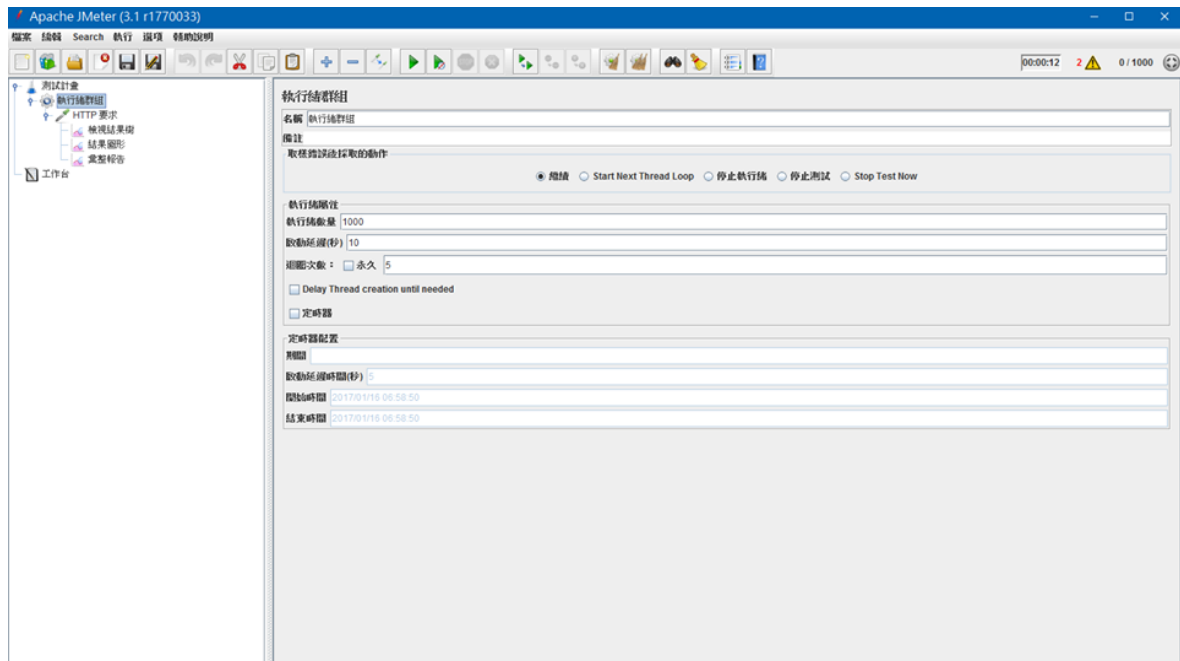 Apache JMeter (3.1 r1770033)
檔案 編輯 Search 執行 選項 輔助說明
00:00:12 2 0 / 1000
測試計畫
執行緒群組
HTTP 要求
檢視結果樹
結果圖形
彙整報告
工作台
執行緒群組
名稱 執行緒群組
備註
取樣錯誤後採取的動作
繼續 Start Next Thread Loop 停止執行緒 停止測試 Stop Test Now
執行緒屬性
執行緒數量 1000
啟動延遲(秒) 10
迴圈次數： 永久 5
Delay Thread creation until needed
定時器
定時器配置
期間
啟動延遲時間(秒) 5
開始時間 2017/01/16 06:58:50
結束時間 2017/01/16 06:58:50